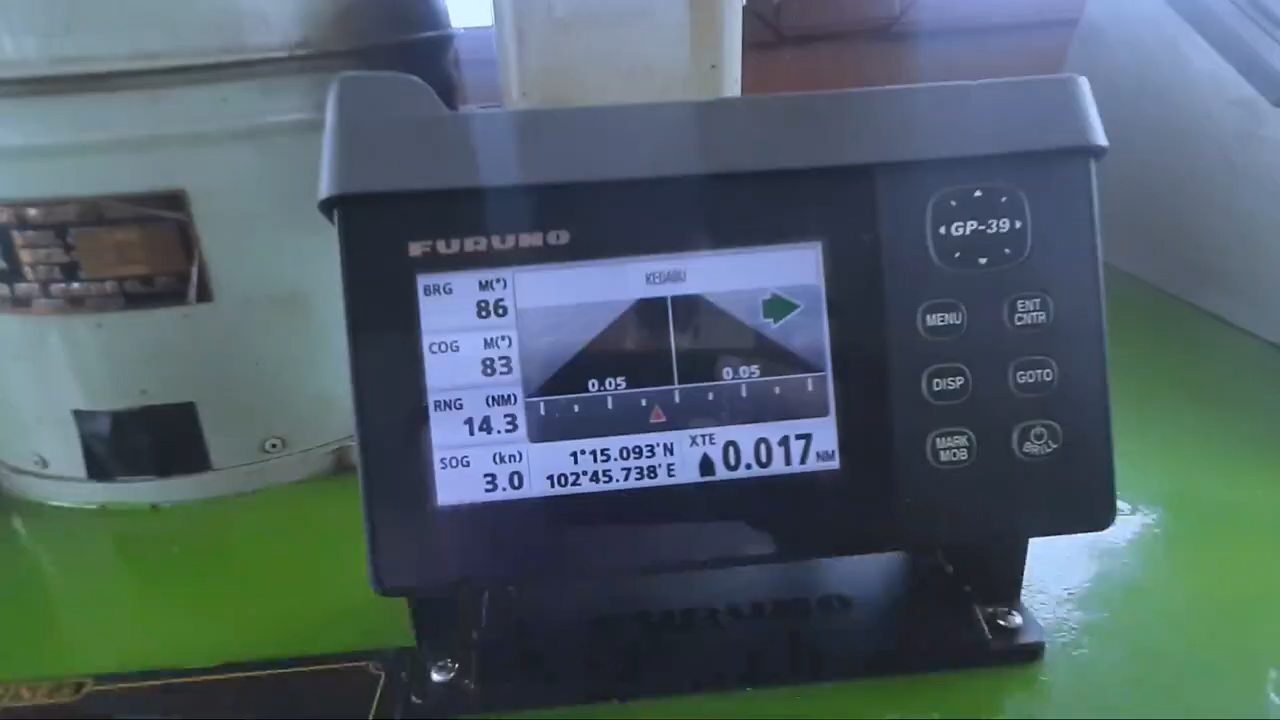 FURUNO
BRG M(°)
86
COG M(°)
83
RNG (NM)
14.3
SOG (kn)
3.0
KEDABU
0.05 0.05
1°15.093'N
102°45.738'E
XTE
0.017 NM
GP-39
MENU
ENT
CNTR
DISP
GOTO
MARK
MOB
BRILL
FURUNO